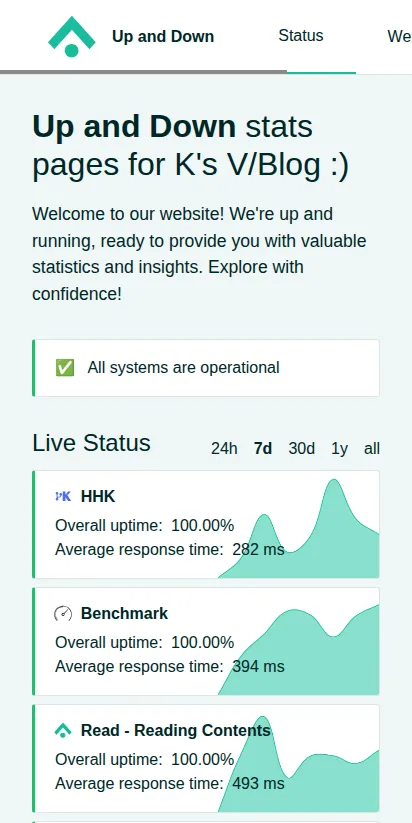 Up and Down Status We
Up and Down stats
pages for K's V/Blog :)
Welcome to our website! We're up and
running, ready to provide you with valuable
statistics and insights. Explore with
confidence!
✅ All systems are operational
Live Status 24h 7d 30d 1y all
HHK
Overall uptime: 100.00%
Average response time: 282 ms
Benchmark
Overall uptime: 100.00%
Average response time: 394 ms
Read - Reading Contents
Overall uptime: 100.00%
Average response time: 493 ms